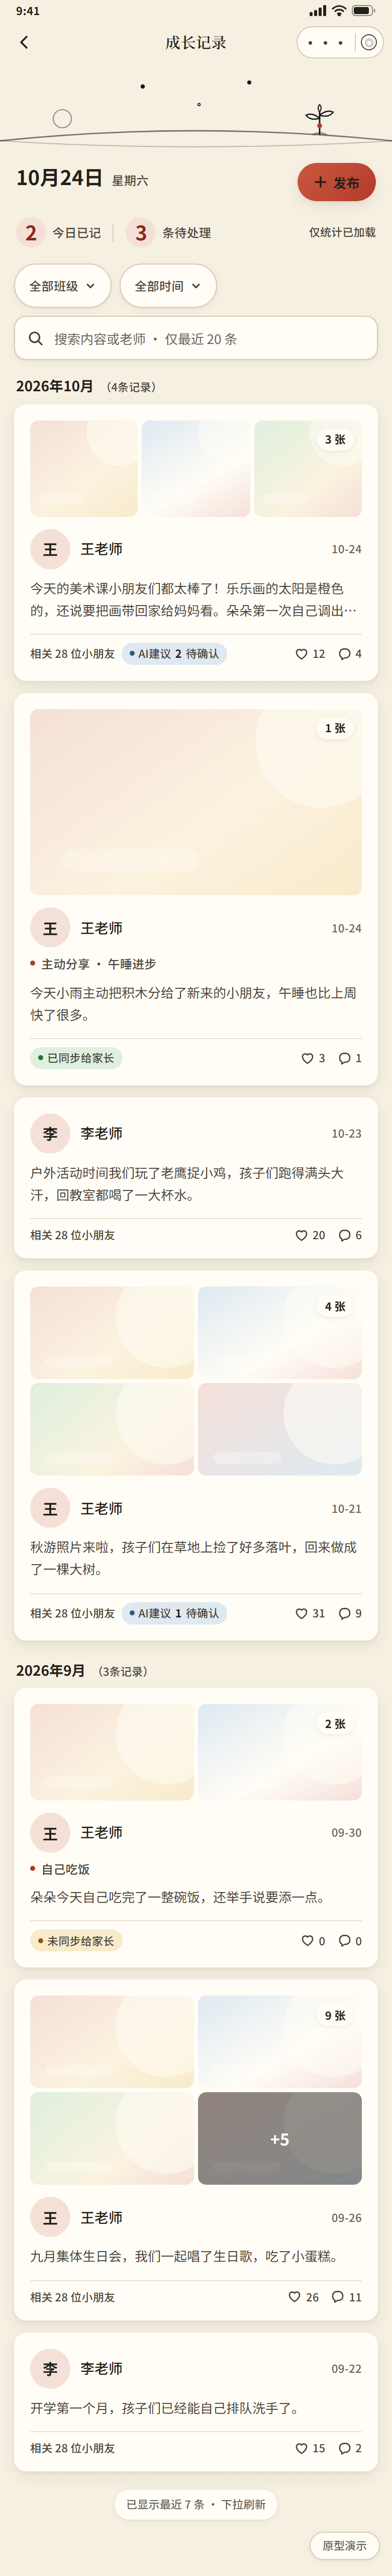 9:41
成长记录
10月24日 星期六
+ 发布
2 今日已记
3 条待处理
仅统计已加载
全部班级
全部时间
搜索内容或老师 · 仅最近 20 条
2026年10月 （4条记录）
3 张
王 王老师 10-24
今天的美术课小朋友们都太棒了！乐乐画的太阳是橙色
的，还说要把画带回家给妈妈看。朵朵第一次自己调出…
相关 28 位小朋友 AI建议 2 待确认 12 4
1 张
王 王老师 10-24
主动分享 · 午睡进步
今天小雨主动把积木分给了新来的小朋友，午睡也比上周
快了很多。
已同步给家长 3 1
李 李老师 10-23
户外活动时间我们玩了老鹰捉小鸡，孩子们跑得满头大
汗，回教室都喝了一大杯水。
相关 28 位小朋友 20 6
4 张
王 王老师 10-21
秋游照片来啦，孩子们在草地上捡了好多落叶，回来做成
了一棵大树。
相关 28 位小朋友 AI建议 1 待确认 31 9
2026年9月 （3条记录）
2 张
王 王老师 09-30
自己吃饭
朵朵今天自己吃完了一整碗饭，还举手说要添一点。
未同步给家长 0 0
9 张
+5
王 王老师 09-26
九月集体生日会，我们一起唱了生日歌，吃了小蛋糕。
相关 28 位小朋友 26 11
李 李老师 09-22
开学第一个月，孩子们已经能自己排队洗手了。
相关 28 位小朋友 15 2
已显示最近 7 条 · 下拉刷新
原型演示